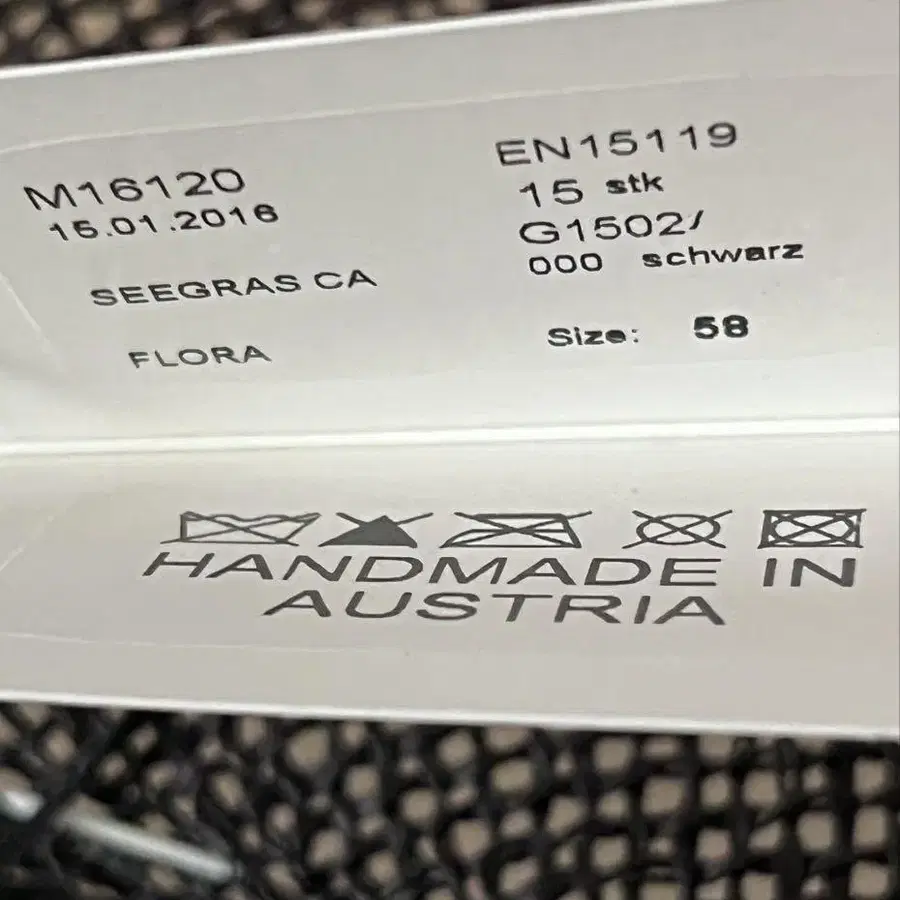 M16120
15.01.2016
SEEGRAS CA
FLORA
EN15119
15 stk
G1502/
000 schwarz
Size: 58
HANDMADE IN
AUSTRIA